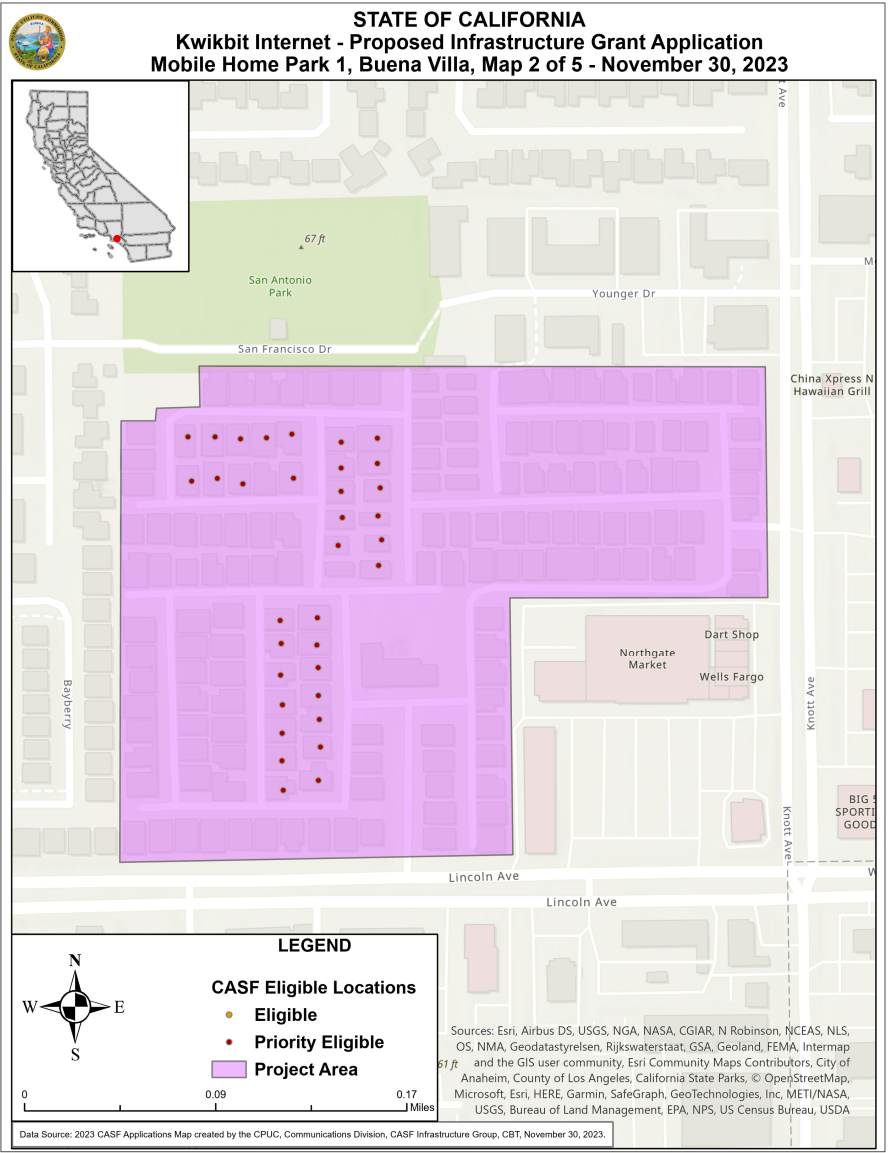 STATE OF CALIFORNIA
Kwikbit Internet - Proposed Infrastructure Grant Application
Mobile Home Park 1, Buena Villa, Map 2 of 5 - November 30, 2023
t Ave
67 ft
San Antonio
Park
Younger Dr
San Francisco Dr
China Xpress N
Hawaiian Grill
Dart Shop
Northgate
Market
Wells Fargo
Bayberry
Knott Ave
Knott Ave
BIG 5
SPORTI
GOOD
Lincoln Ave
W
Lincoln Ave
LEGEND
CASF Eligible Locations
Eligible
Priority Eligible
Project Area
N
W
E
S
0
0.09
0.17
Miles
61 ft
Sources: Esri, Airbus DS, USGS, NGA, NASA, CGIAR, N Robinson, NCEAS, NLS,
OS, NMA, Geodatastyrelsen, Rijkswaterstaat, GSA, Geoland, FEMA, Intermap
and the GIS user community, Esri Community Maps Contributors, City of
Anaheim, County of Los Angeles, California State Parks, © OpenStreetMap,
Microsoft, Esri, HERE, Garmin, SafeGraph, GeoTechnologies, Inc, METI/NASA,
USGS, Bureau of Land Management, EPA, NPS, US Census Bureau, USDA
Data Source: 2023 CASF Applications Map created by the CPUC, Communications Division, CASF Infrastructure Group, CBT, November 30, 2023.